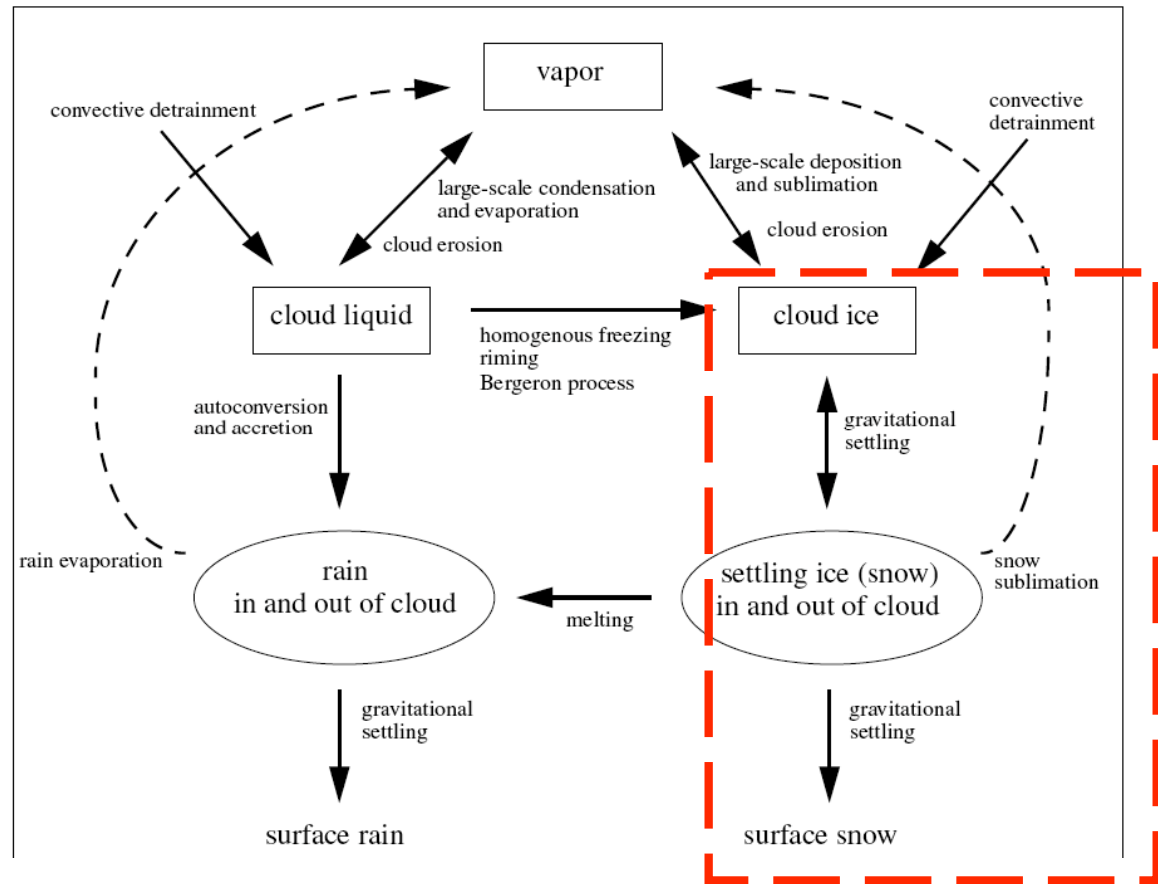 vapor
convective detrainment
convective
detrainment
large-scale deposition
and sublimation
large-scale condensation
and evaporation
cloud erosion
cloud erosion
cloud liquid
cloud ice
homogenous freezing
riming
Bergeron process
autoconversion
and accretion
gravitational
settling
rain evaporation
rain
in and out of cloud
settling ice (snow)
in and out of cloud
snow
sublimation
melting
gravitational
settling
gravitational
settling
surface rain
surface snow